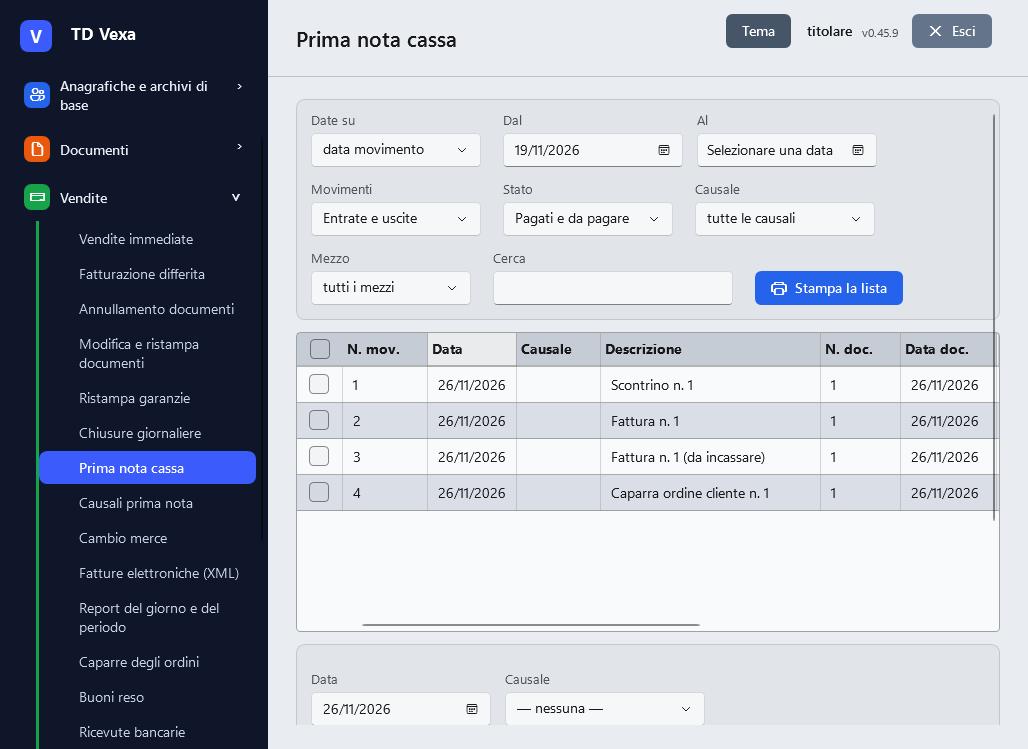 V TD Vexa
Anagrafiche e archivi di
base
Documenti
Vendite
Vendite immediate
Fatturazione differita
Annullamento documenti
Modifica e ristampa
documenti
Ristampa garanzie
Chiusure giornaliere
Prima nota cassa
Causali prima nota
Cambio merce
Fatture elettroniche (XML)
Report del giorno e del
periodo
Caparre degli ordini
Buoni reso
Ricevute bancarie
Prima nota cassa
Tema titolare v0.45.9 Esci
Date su Dal Al
data movimento 19/11/2026 Selezionare una data
Movimenti Stato Causale
Entrate e uscite Pagati e da pagare tutte le causali
Mezzo Cerca
tutti i mezzi Stampa la lista
N. mov. Data Causale Descrizione N. doc. Data doc.
1 26/11/2026 Scontrino n. 1 1 26/11/2026
2 26/11/2026 Fattura n. 1 1 26/11/2026
3 26/11/2026 Fattura n. 1 (da incassare) 1 26/11/2026
4 26/11/2026 Caparra ordine cliente n. 1 1 26/11/2026
Data Causale
26/11/2026 — nessuna —